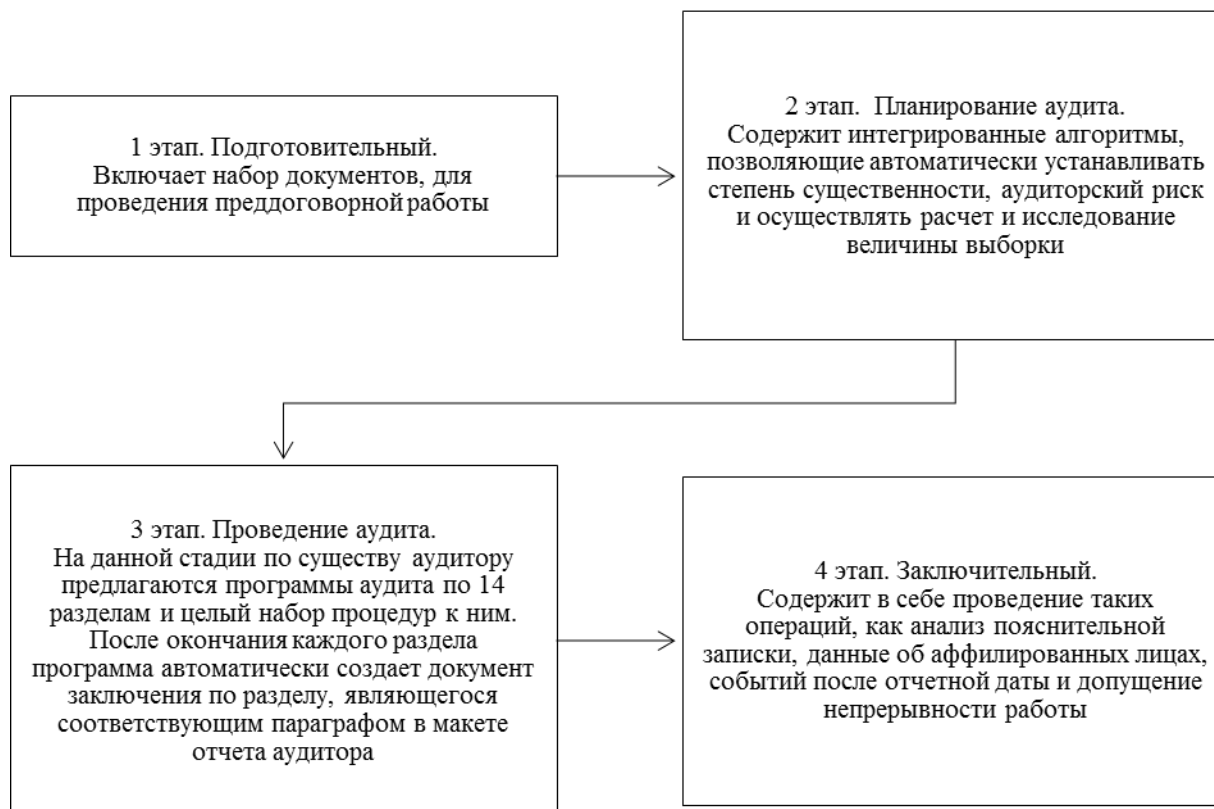 1 этап. Подготовительный.
Включает набор документов, для
проведения преддоговорной работы
2 этап. Планирование аудита.
Содержит интегрированные алгоритмы,
позволяющие автоматически устанавливать
степень существенности, аудиторский риск
и осуществлять расчет и исследование
величины выборки
3 этап. Проведение аудита.
На данной стадии по существу аудитору
предлагаются программы аудита по 14
разделам и целый набор процедур к ним.
После окончания каждого раздела
программа автоматически создает документ
заключения по разделу, являющегося
соответствующим параграфом в макете
отчета аудитора
4 этап. Заключительный.
Содержит в себе проведение таких
операций, как анализ пояснительной
записки, данные об аффилированных лицах,
событий после отчетной даты и допущение
непрерывности работы